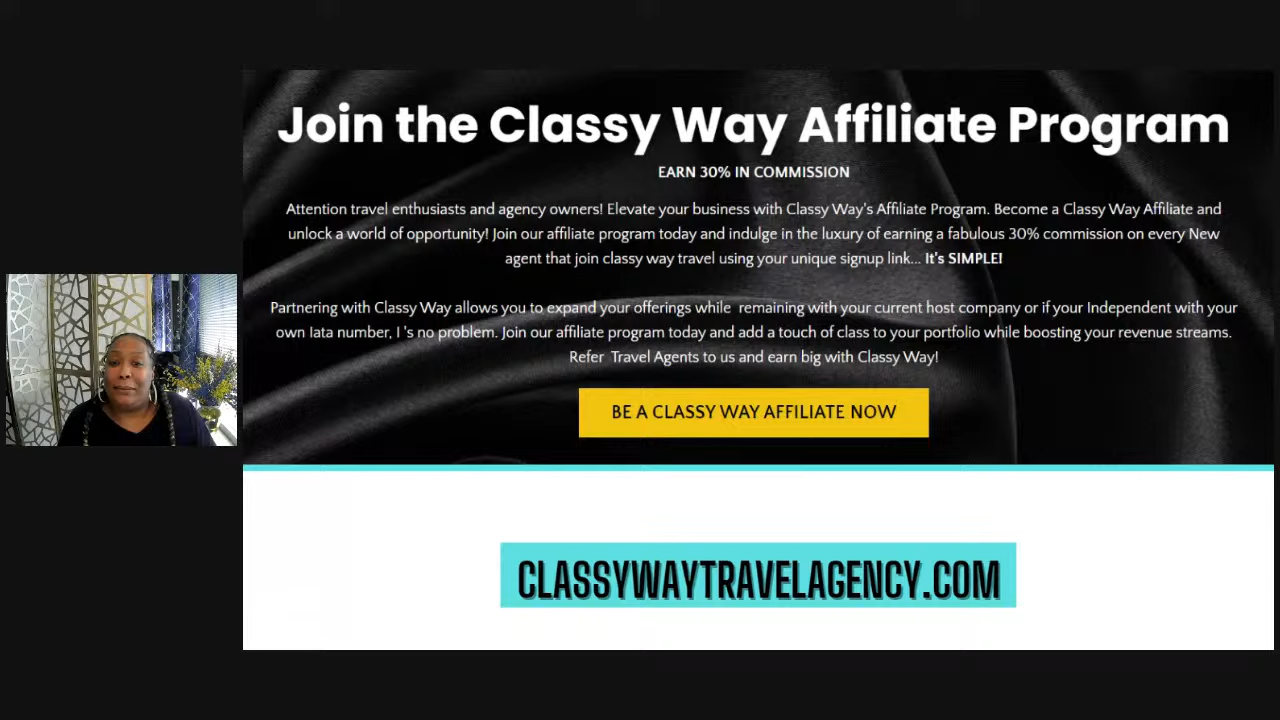 Join the Classy Way Affiliate Program
EARN 30% IN COMMISSION
Attention travel enthusiasts and agency owners! Elevate your business with Classy Way's Affiliate Program. Become a Classy Way Affiliate and
unlock a world of opportunity! Join our affiliate program today and indulge in the luxury of earning a fabulous 30% commission on every New
agent that join classy way travel using your unique signup link... It's SIMPLE!
Partnering with Classy Way allows you to expand your offerings while remaining with your current host company or if your Independent with your
own Iata number, I 's no problem. Join our affiliate program today and add a touch of class to your portfolio while boosting your revenue streams.
Refer Travel Agents to us and earn big with Classy Way!
BE A CLASSY WAY AFFILIATE NOW
CLASSYWAYTRAVELAGENCY.COM